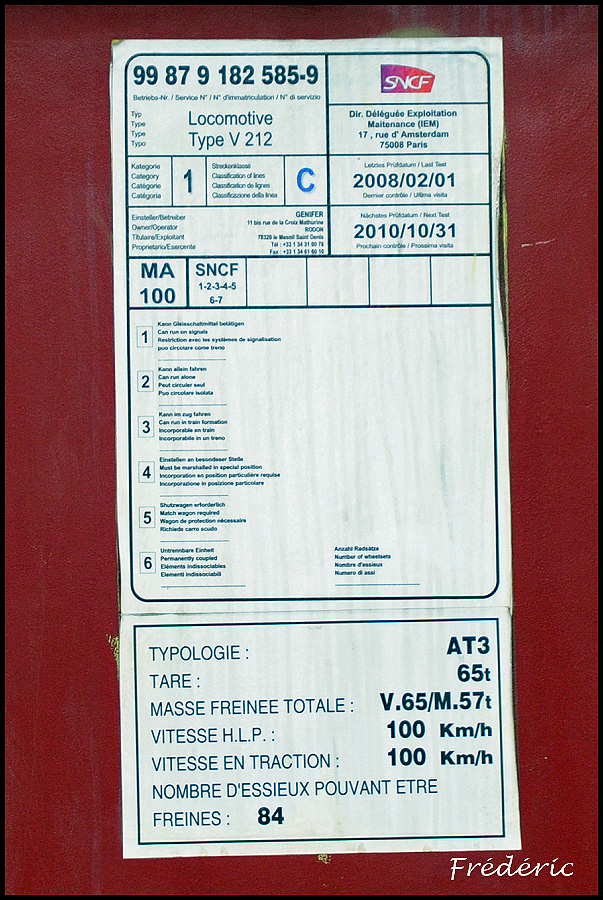 99 87 9 182 585-9
Betriebs-Nr. / Service N° / N° d'immatriculation / N° di servizio
SNCF
Typ
Type
Type
Tipo
Locomotive
Type V 212
Dir. Déléguée Exploitation
Maitenance (IEM)
17 , rue d' Amsterdam
75008 Paris
Kategorie
Category
Catégorie
Catégoria
1
Streckenklasse
Classification of lines
Classification de lignes
Classificazione della linea
C
Letztes Prüfdatum / Last Test
2008/02/01
Dernier contrôle / Ultima visita
Einsteller/Betreiber
Owner/Operator
Titulaire/Exploitant
Proprietario/Esercente
GENIFER
11 bis rue de la Croix Mathurine
RODON
78320 le Mesnil Saint Denis
Tél : +33 1 34 31 80 78
Fax : +33 1 34 61 60 10
Nächstes Prüfdatum / Next Test
2010/10/31
Prochain contrôle / Prossima visita
MA
100
SNCF
1-2-3-4-5
6-7
1
Kann Gleisschaltmittel betätigen
Can run on signals
Restriction avec les systèmes de signalisation
puo circolare come treno
2
Kann allein fahren
Can run alone
Peut circuler seul
Puo circolare isolata
3
Kann im zug fahren
Can run in train formation
Incorporable en train
Incorporabile in un treno
4
Einstellen an besondeser Stelle
Must be marshalled in special position
Incorporation en position particulière requise
Incorporazione in posizione particolare
5
Shutzwagen erforderlich
Match wagon required
Wagon de protection nécessaire
Richiede carro scudo
6
Untrennbare Einheit
Permanently coupled
Eléments indissociables
Elementi indissociabili
Anzahl Radsätze
Number of wheelsets
Nombre d'essieux
Numero di assi
TYPOLOGIE : AT3
TARE : 65t
MASSE FREINEE TOTALE : V.65/M.57t
VITESSE H.L.P. : 100 Km/h
VITESSE EN TRACTION : 100 Km/h
NOMBRE D'ESSIEUX POUVANT ETRE
FREINES : 84
Frédéric